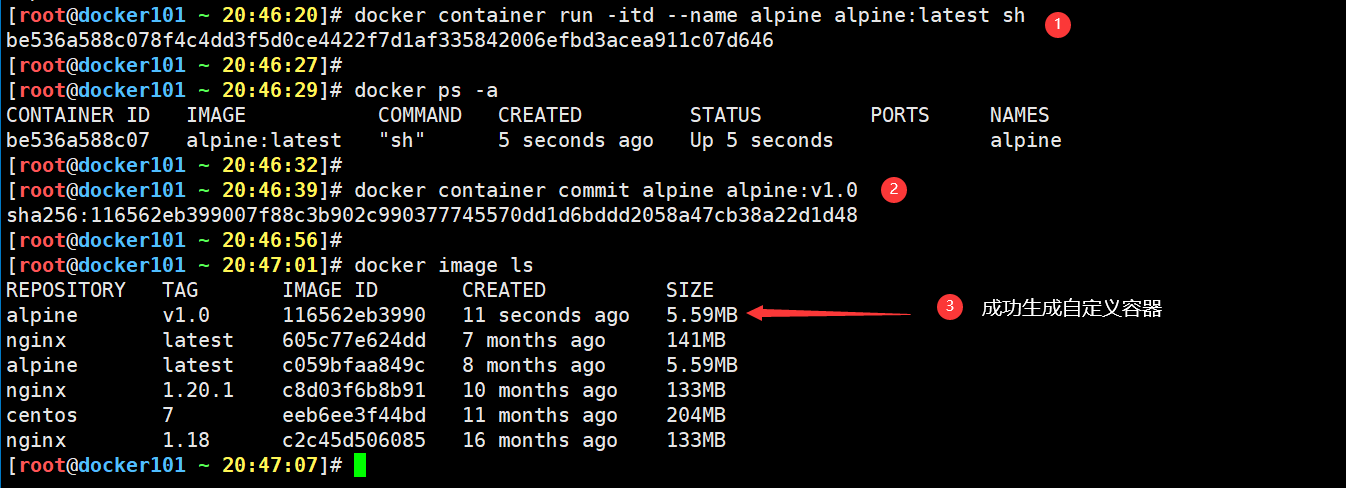 [root@docker101 ~ 20:46:20]# docker container run -itd --name alpine alpine:latest sh 1
be536a588c078f4c4dd3f5d0ce4422f7d1af335842006efbd3acea911c07d646
[root@docker101 ~ 20:46:27]#
[root@docker101 ~ 20:46:29]# docker ps -a
CONTAINER ID IMAGE COMMAND CREATED STATUS PORTS NAMES
be536a588c07 alpine:latest "sh" 5 seconds ago Up 5 seconds alpine
[root@docker101 ~ 20:46:32]#
[root@docker101 ~ 20:46:39]# docker container commit alpine alpine:v1.0 2
sha256:116562eb399007f88c3b902c990377745570dd1d6bddd2058a47cb38a22d1d48
[root@docker101 ~ 20:46:56]#
[root@docker101 ~ 20:47:01]# docker image ls
REPOSITORY TAG IMAGE ID CREATED SIZE
alpine v1.0 116562eb3990 11 seconds ago 5.59MB 3 成功生成自定义容器
nginx latest 605c77e624dd 7 months ago 141MB
alpine latest c059bfaa849c 8 months ago 5.59MB
nginx 1.20.1 c8d03f6b8b91 10 months ago 133MB
centos 7 eeb6ee3f44bd 11 months ago 204MB
nginx 1.18 c2c45d506085 16 months ago 133MB
[root@docker101 ~ 20:47:07]#